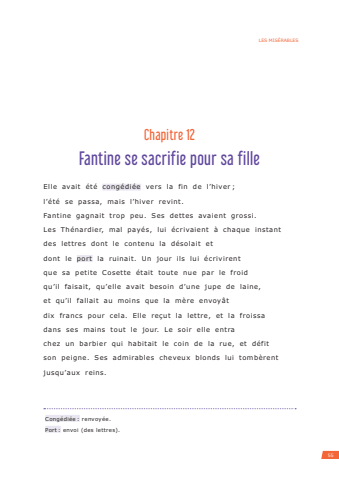 LES MISÉRABLES
Chapitre 12
Fantine se sacrifie pour sa fille
Elle avait été congédiée vers la fin de l'hiver ;
l'été se passa, mais l'hiver revint.
Fantine gagnait trop peu. Ses dettes avaient grossi.
Les Thénardier, mal payés, lui écrivaient à chaque instant
des lettres dont le contenu la désolait et
dont le port la ruinait. Un jour ils lui écrivirent
que sa petite Cosette était toute nue par le froid
qu'il faisait, qu'elle avait besoin d'une jupe de laine,
et qu'il fallait au moins que la mère envoyât
dix francs pour cela. Elle reçut la lettre, et la froissa
dans ses mains tout le jour. Le soir elle entra
chez un barbier qui habitait le coin de la rue, et défit
son peigne. Ses admirables cheveux blonds lui tombèrent
jusqu'aux reins.
Congédiée : renvoyée.
Port : envoi (des lettres).